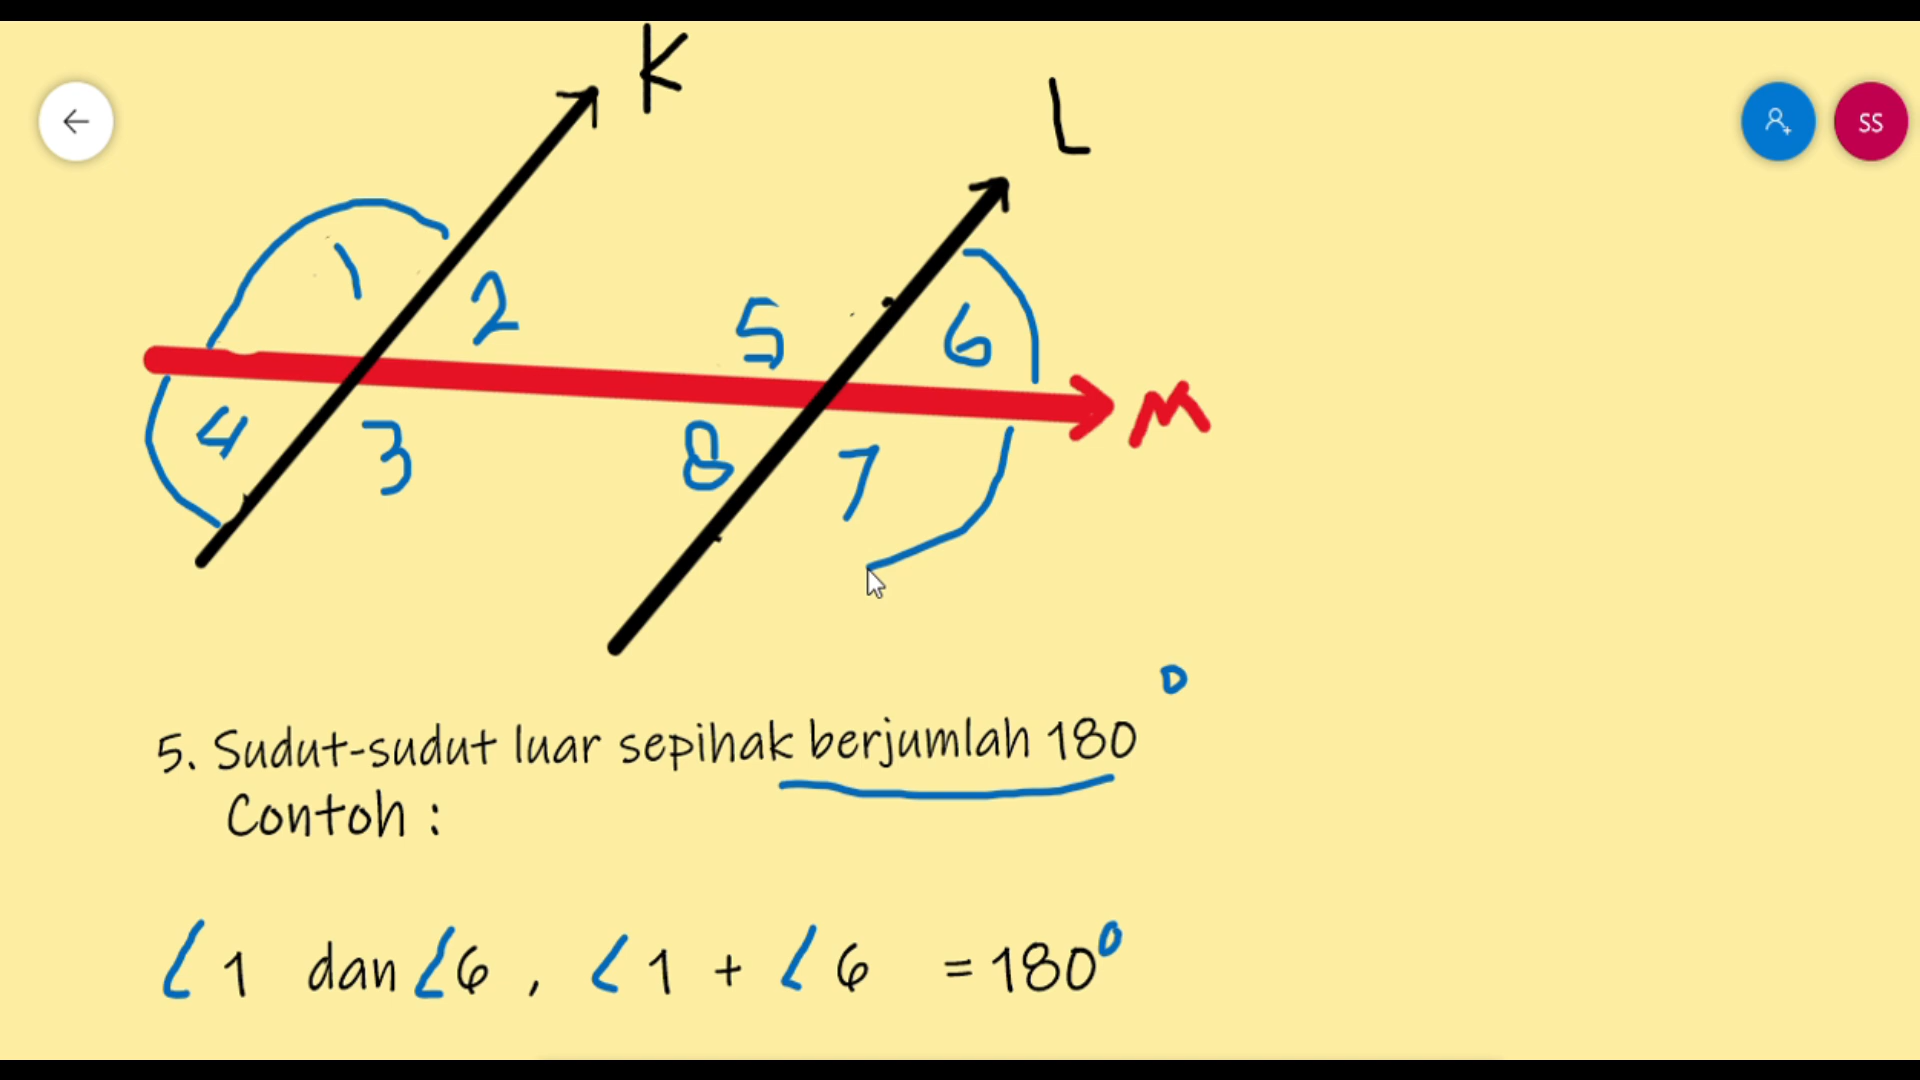 K
L
SS
1 2 5 6
M
4 3 8 7
5. Sudut-sudut luar sepihak berjumlah 180°
Contoh :
∠1 dan ∠6 , ∠1 + ∠6 = 180°